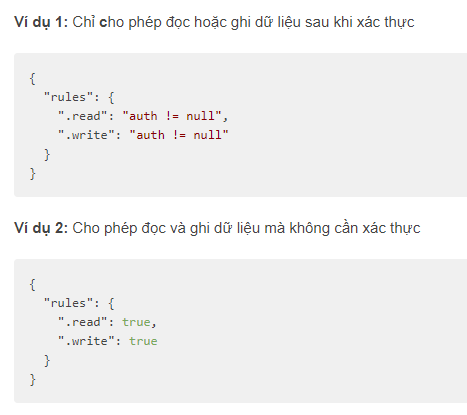 Ví dụ 1: Chỉ cho phép đọc hoặc ghi dữ liệu sau khi xác thực
{
  "rules": {
    ".read": "auth != null",
    ".write": "auth != null"
  }
}
Ví dụ 2: Cho phép đọc và ghi dữ liệu mà không cần xác thực
{
  "rules": {
    ".read": true,
    ".write": true
  }
}